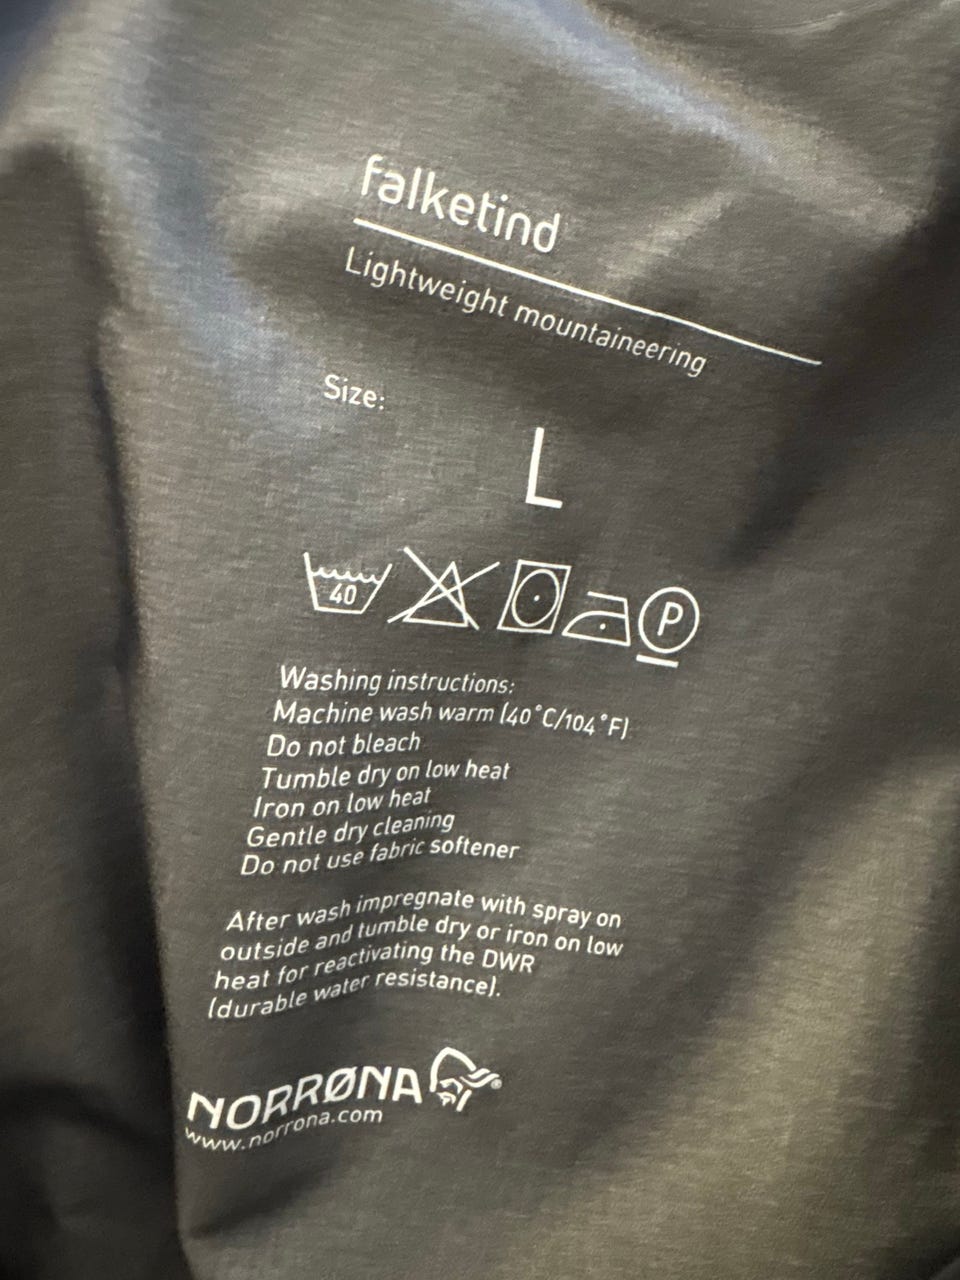 falketind
Lightweight mountaineering
Size:
L
40
P
Washing instructions:
Machine wash warm (40°C/104°F)
Do not bleach
Tumble dry on low heat
Iron on low heat
Gentle dry cleaning
Do not use fabric softener
After wash impregnate with spray on
outside and tumble dry or iron on low
heat for reactivating the DWR
(durable water resistance).
NORRØNA®
www.norrona.com